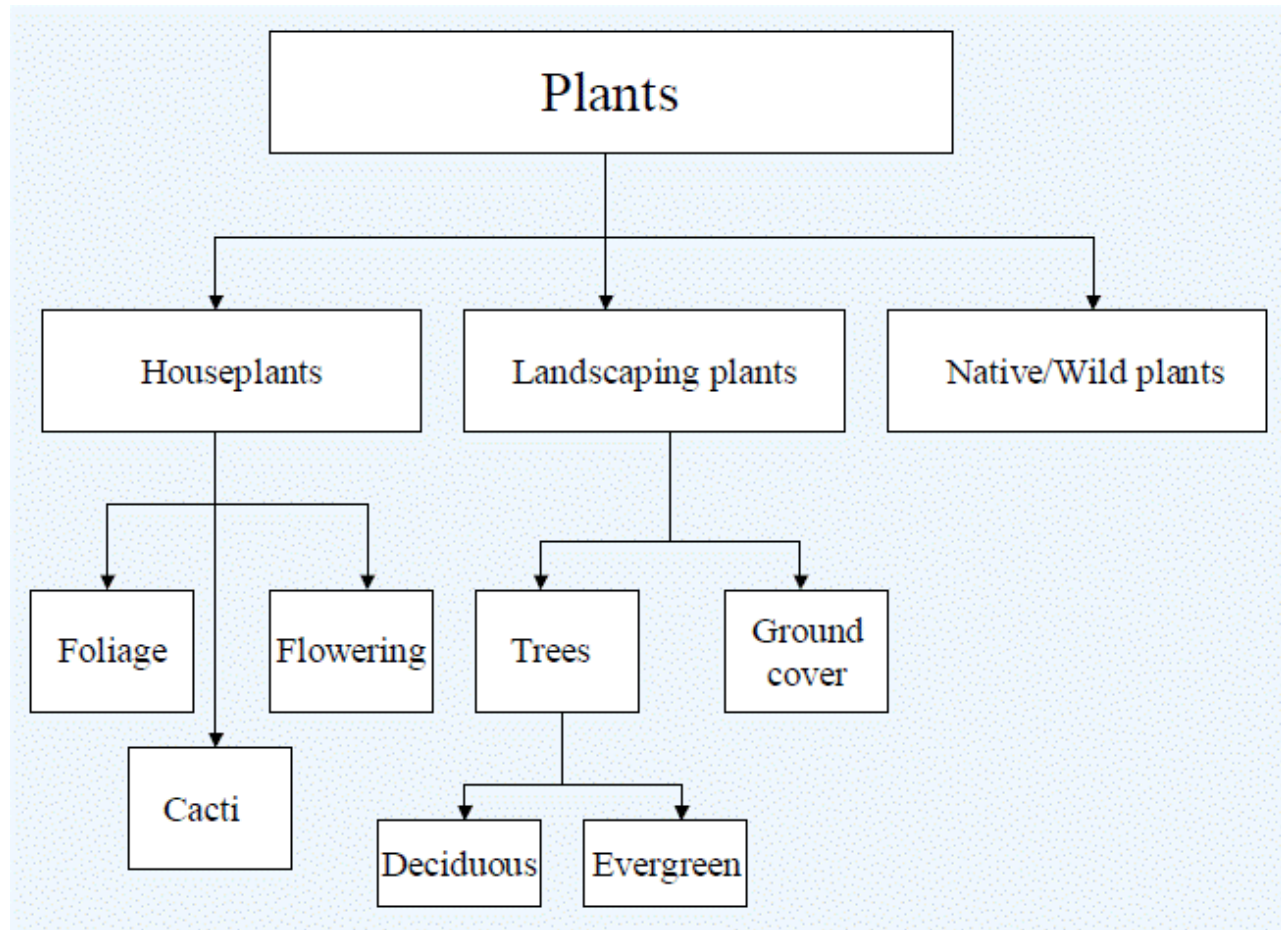 Plants
Houseplants
Landscaping plants
Native/Wild plants
Foliage
Flowering
Trees
Ground
cover
Cacti
Deciduous
Evergreen